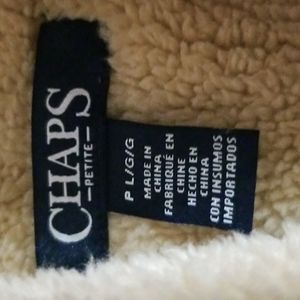 CHAPS
—PETITE—
P L/G/G
MADE IN
CHINA
FABRIQUÉ EN
CHINE
HECHO EN
CHINA
CON INSUMOS
IMPORTADOS